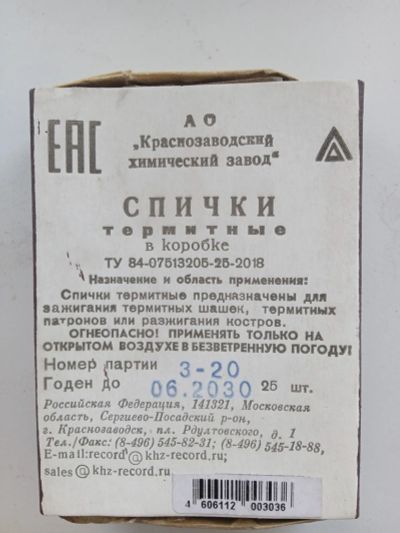 ЕАС
АО
„Краснозаводский
химический завод"
СПИЧКИ
термитные
в коробке
ТУ 84-07513205-25-2018
Назначение и область применения:
Спички термитные предназначены для
зажигания термитных шашек, термитных
патронов или разжигания костров.
ОГНЕОПАСНО! ПРИМЕНЯТЬ ТОЛЬКО НА
ОТКРЫТОМ ВОЗДУХЕ В БЕЗВЕТРЕННУЮ ПОГОДУ!
Номер партии 3-20
Годен до 06.2030 25 шт.
Российская Федерация, 141321, Московская
область, Сергиево-Посадский р-он,
г. Краснозаводск, пл. Рдултовского, д. 1
Тел./Факс: (8-496) 545-82-31; (8-496) 545-18-88,
E-mail:record@khz-record.ru;
sales@khz-record.ru
4 606112 003036